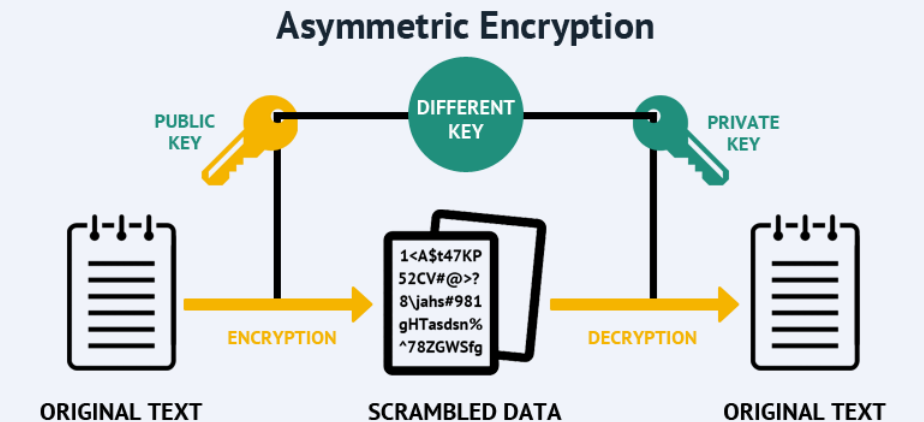 Asymmetric Encryption
PUBLIC
KEY
DIFFERENT
KEY
PRIVATE
KEY
1<A$t47KP
52CV#@>?
8\jahs#981
gHTasdsn%
^78ZGWSfg
ENCRYPTION
DECRYPTION
ORIGINAL TEXT
SCRAMBLED DATA
ORIGINAL TEXT